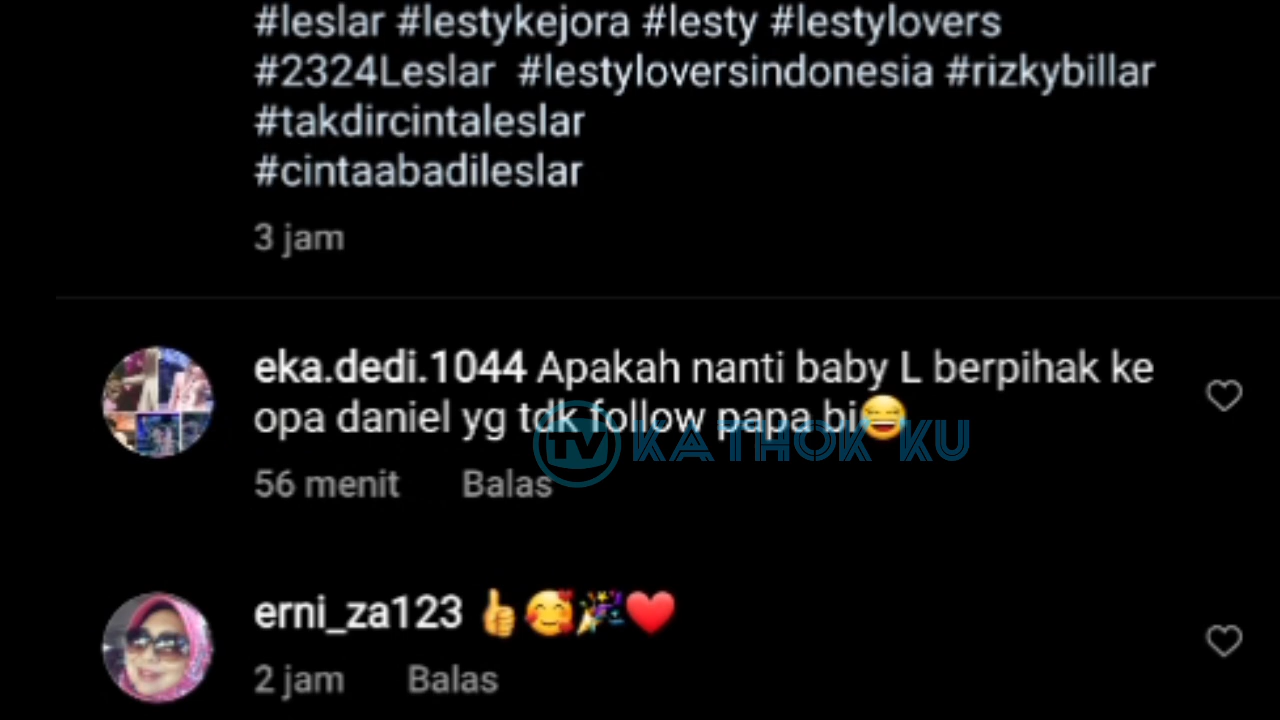 #leslar #lestykejora #lesty #lestylovers
#2324Leslar #lestyloversindonesia #rizkybillar
#takdircintaleslar
#cintaabadileslar
3 jam
eka.dedi.1044 Apakah nanti baby L berpihak ke
opa daniel yg tdk follow papa bi😂
TV KATHOK KU
56 menit Balas
erni_za123 👍🥰🎉❤️
2 jam Balas